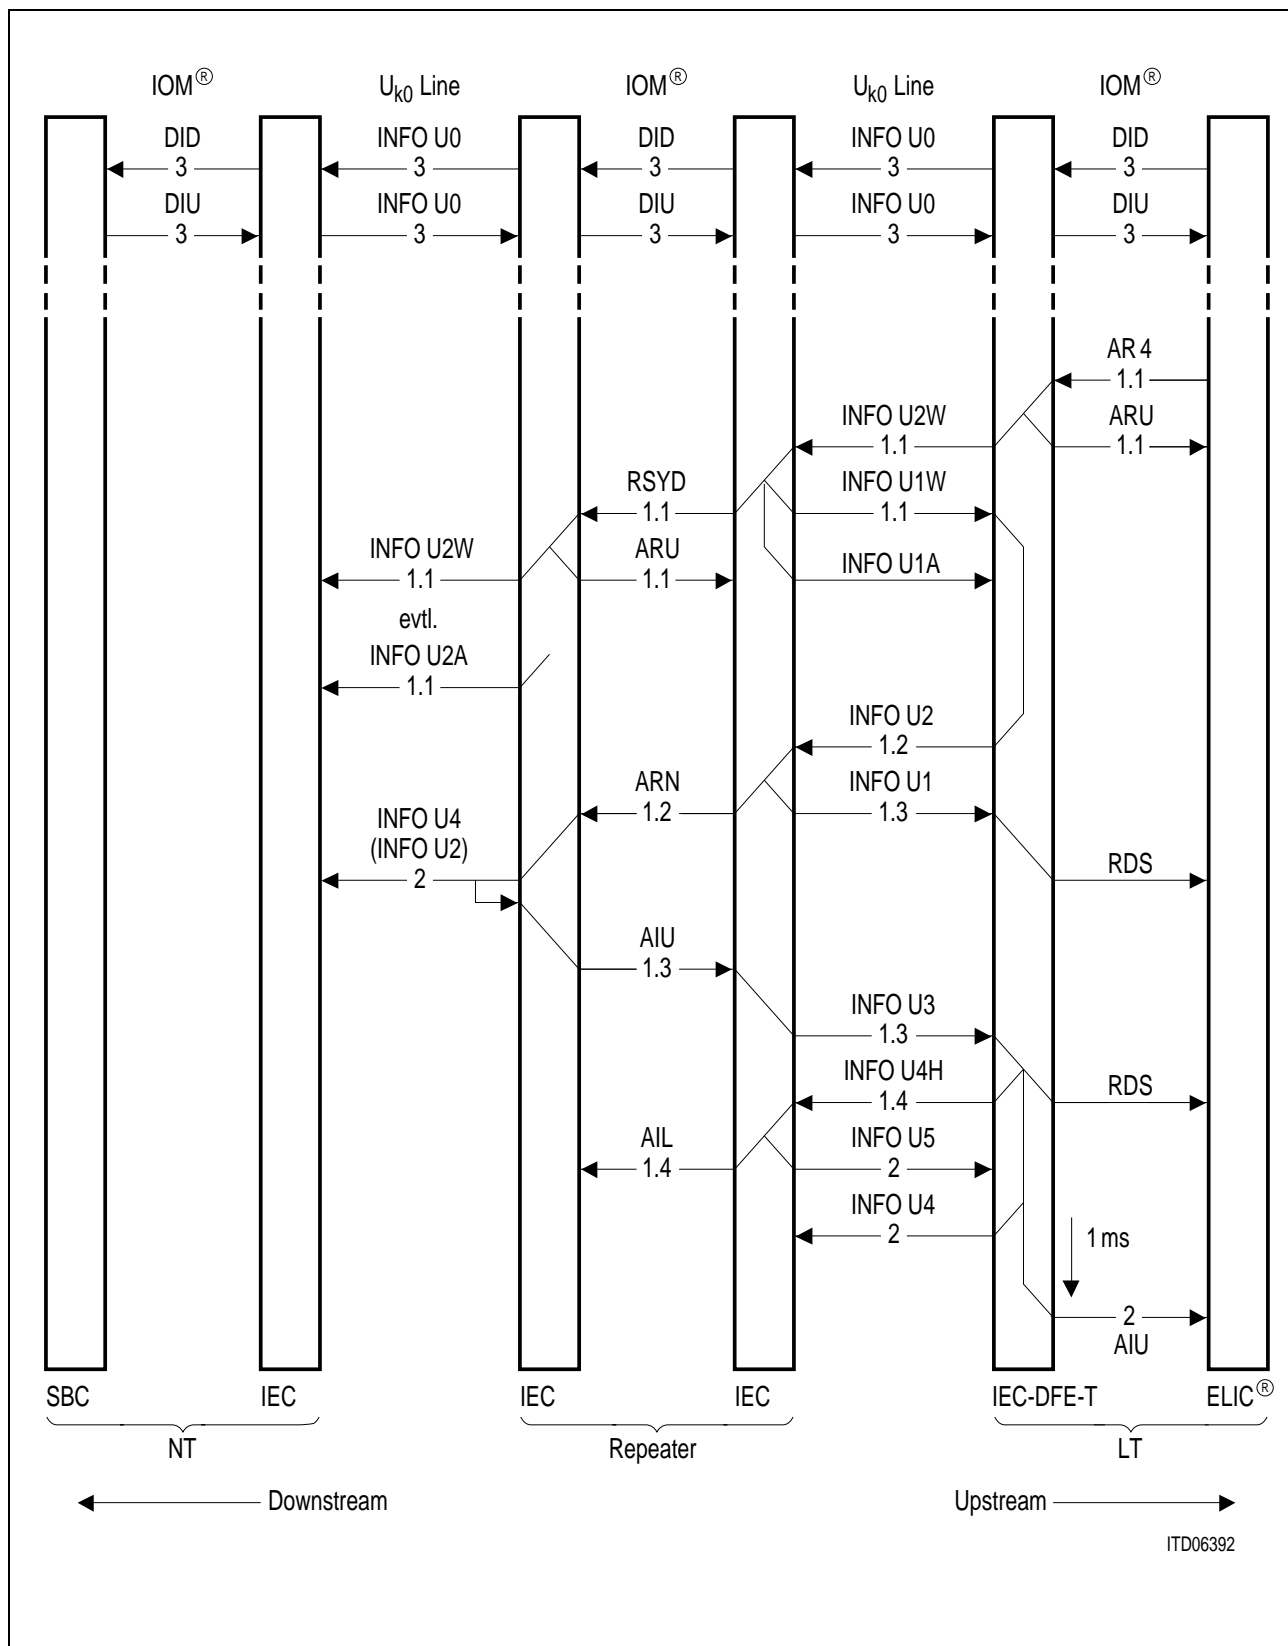 IOM® Uk0 Line IOM® Uk0 Line IOM®
DID INFO U0 DID INFO U0 DID
3 3 3 3 3
DIU INFO U0 DIU INFO U0 DIU
3 3 3 3 3
AR 4
1.1
INFO U2W ARU
1.1 1.1
RSYD INFO U1W
1.1 1.1
INFO U2W ARU INFO U1A
1.1 1.1
evtl.
INFO U2A
1.1
INFO U2
1.2
ARN INFO U1
1.2 1.3
INFO U4
(INFO U2) RDS
2
AIU
1.3
INFO U3
1.3
INFO U4H RDS
1.4
AIL INFO U5
1.4 2
INFO U4
2 1 ms
2
AIU
SBC IEC IEC IEC IEC-DFE-T ELIC®
NT Repeater LT
Downstream Upstream
ITD06392